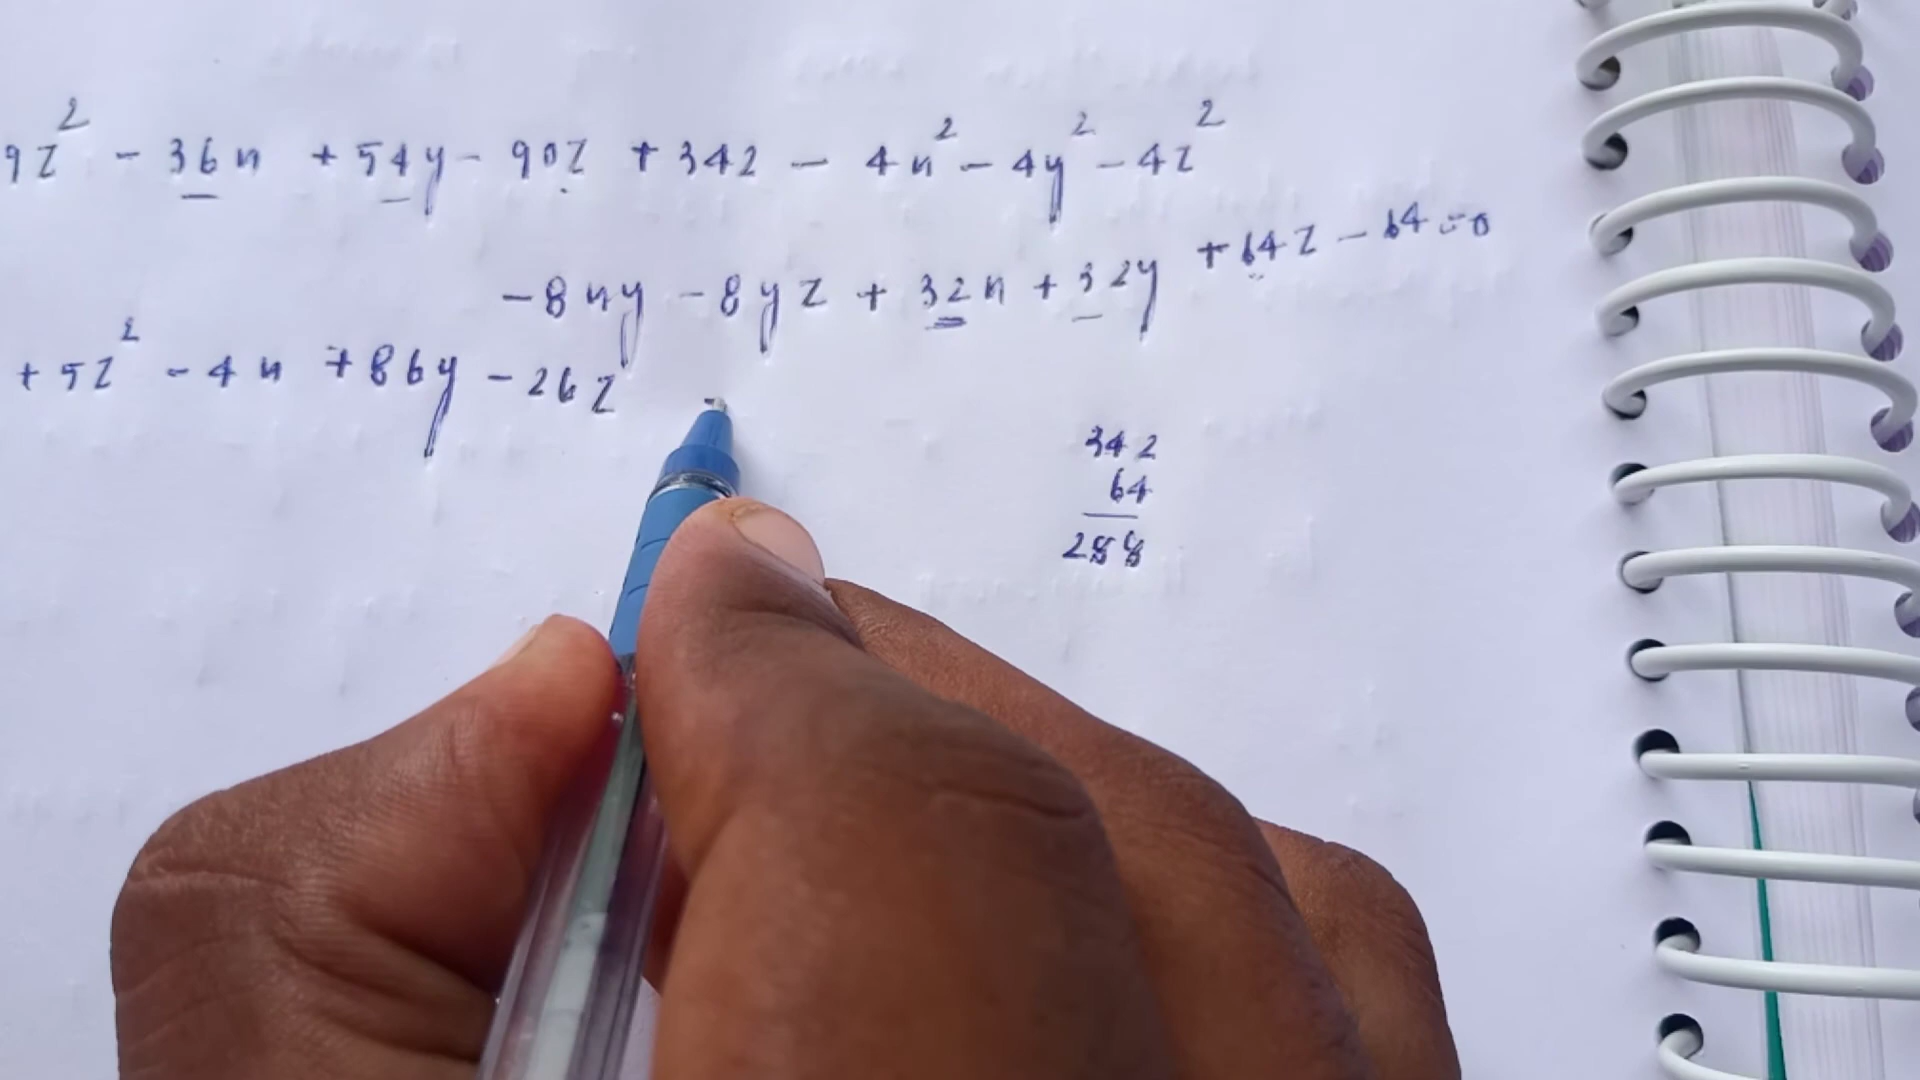 9z² - 36x + 54y - 90z + 342 - 4x² - 4y² - 4z²
-8xy - 8yz + 32x + 32y + 64z - 64 = 0
+ 5z² - 4x + 86y - 26z -
342
64
288